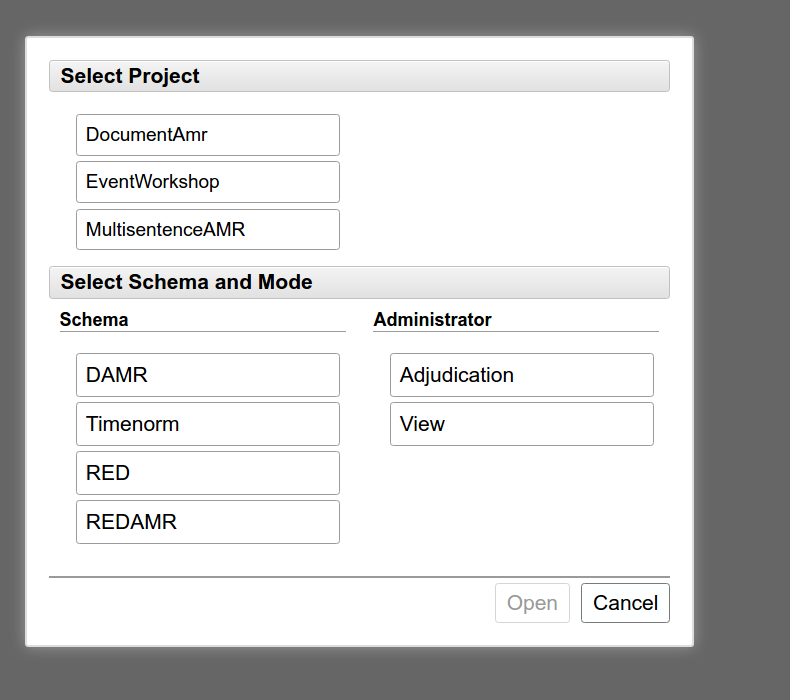 Select Project
DocumentAmr
EventWorkshop
MultisentenceAMR
Select Schema and Mode
Schema
DAMR
Timenorm
RED
REDAMR
Administrator
Adjudication
View
Open
Cancel